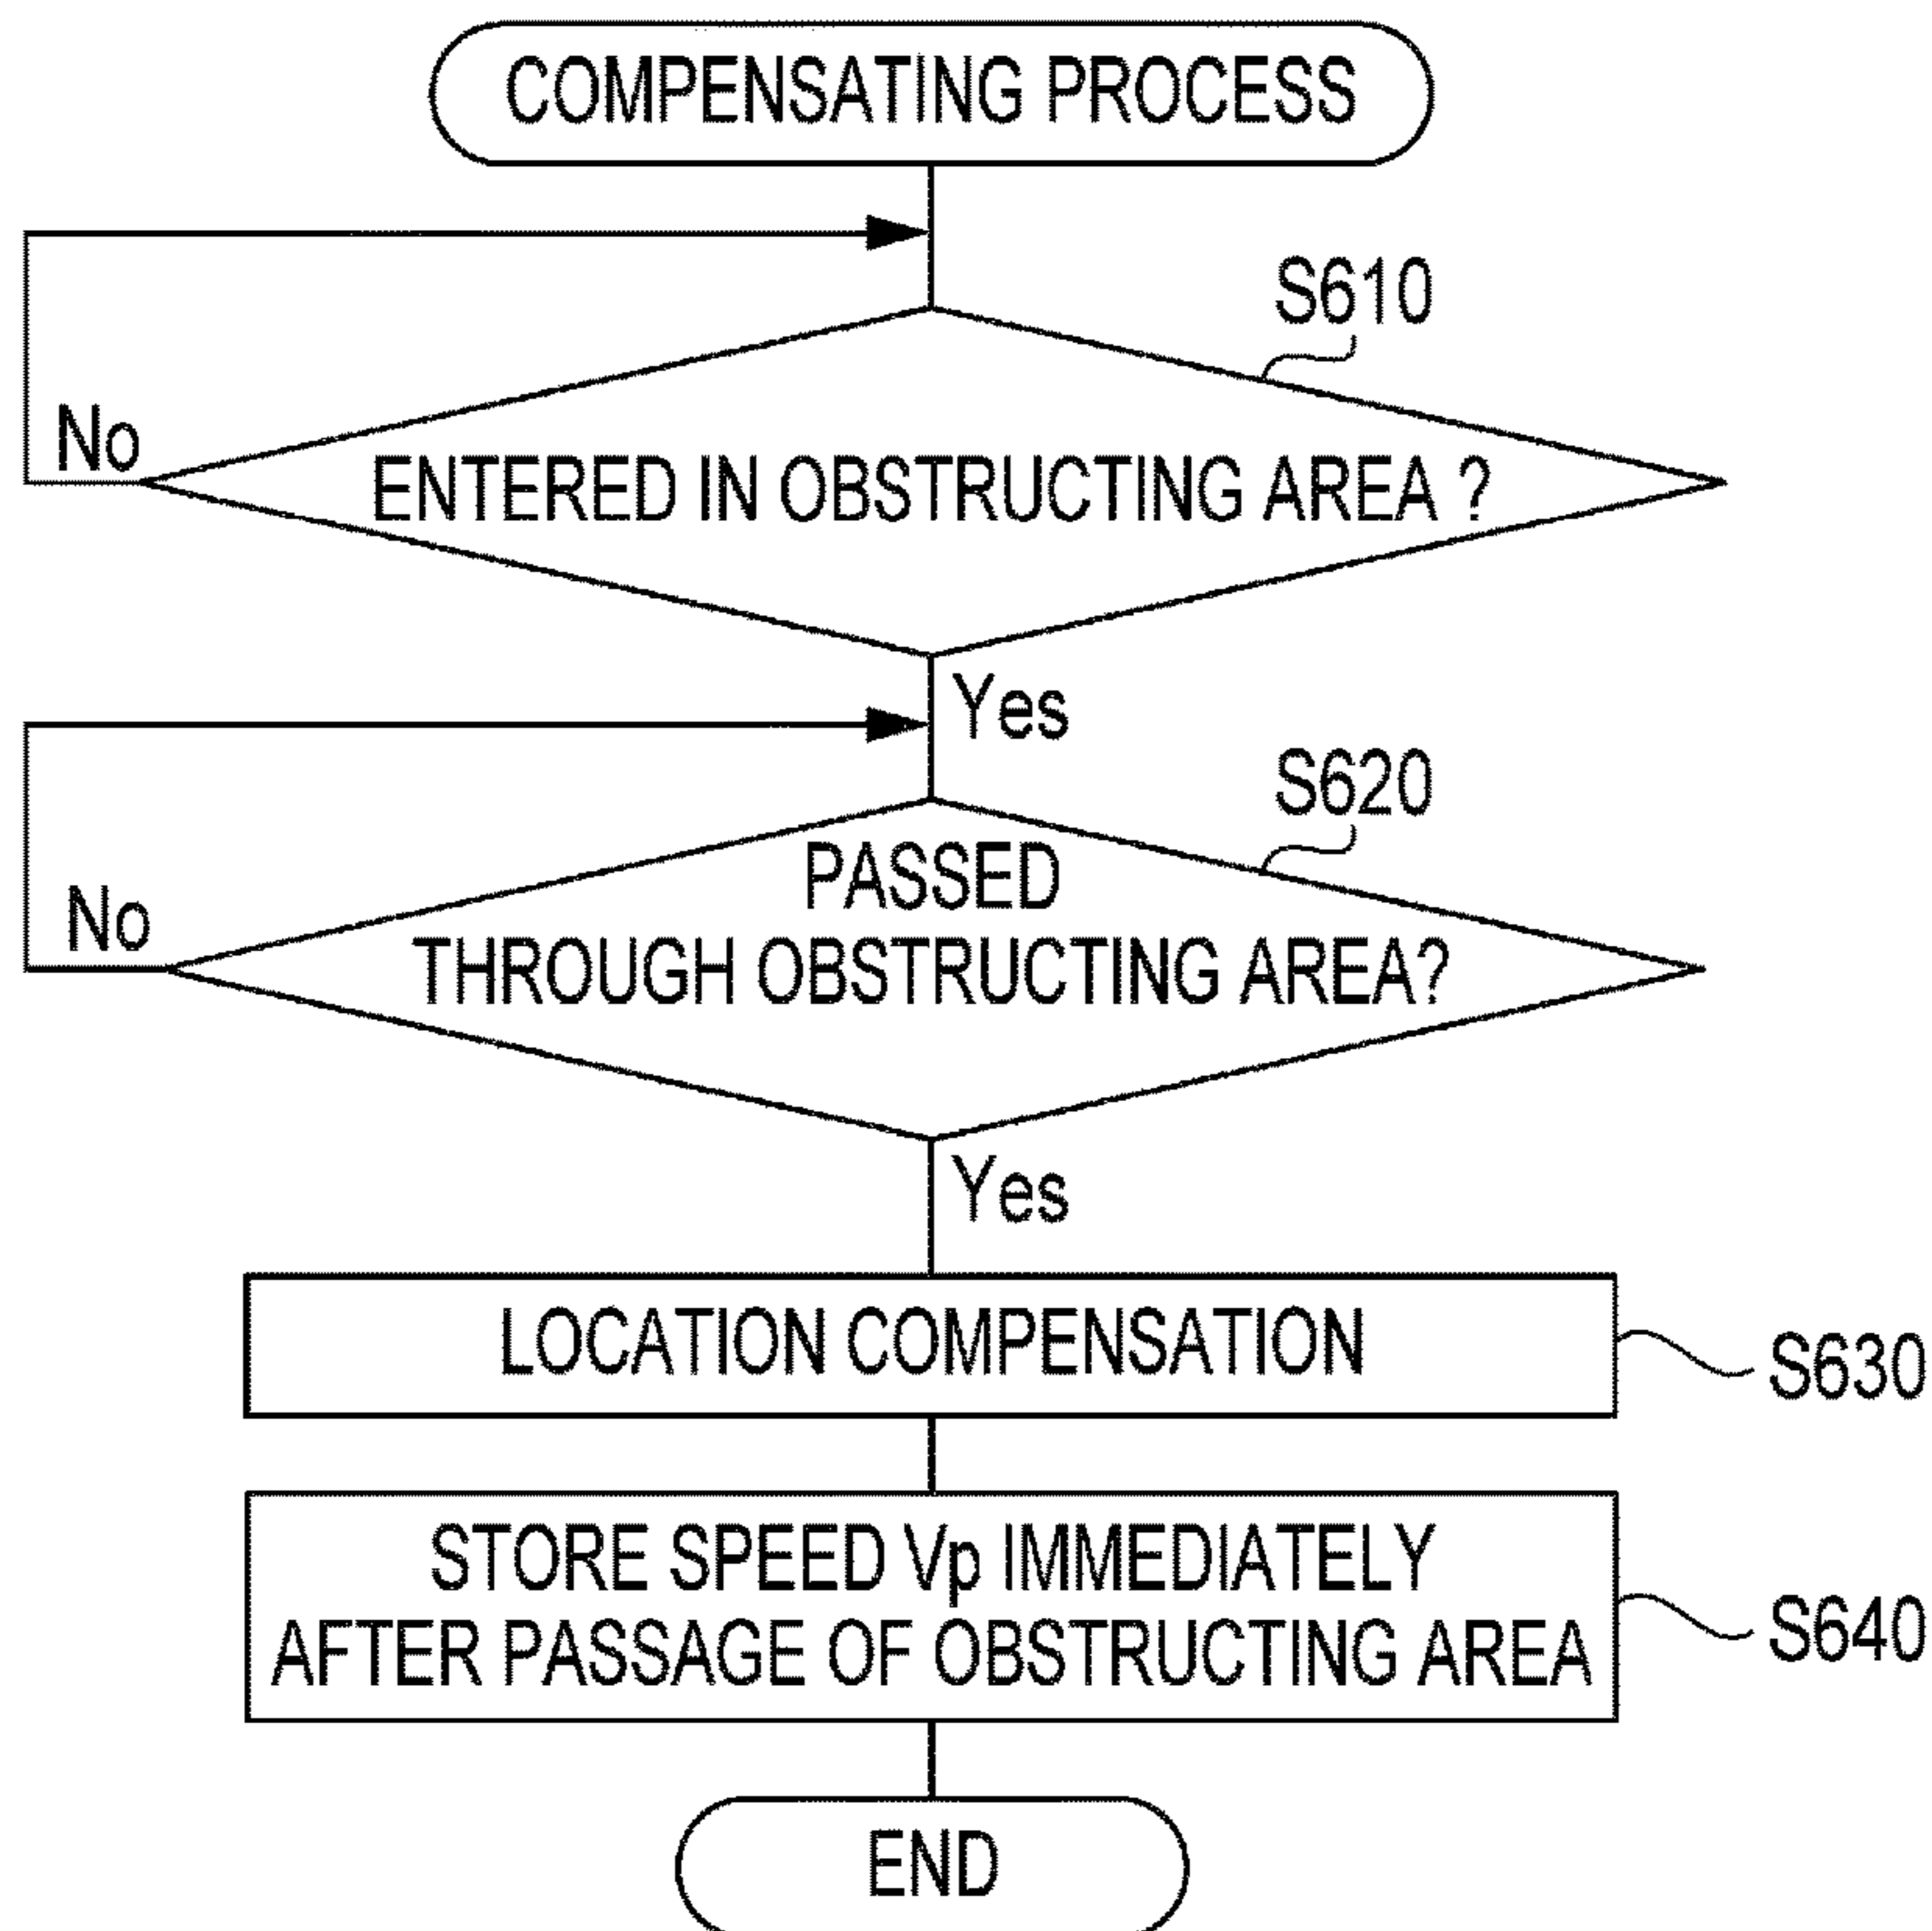 COMPENSATING PROCESS
S610
No
ENTERED IN OBSTRUCTING AREA ?
Yes
S620
PASSED
No
THROUGH OBSTRUCTING AREA?
Yes
LOCATION COMPENSATION
S630
STORE SPEED Vp IMMEDIATELY
AFTER PASSAGE OF OBSTRUCTING AREA
S640
END